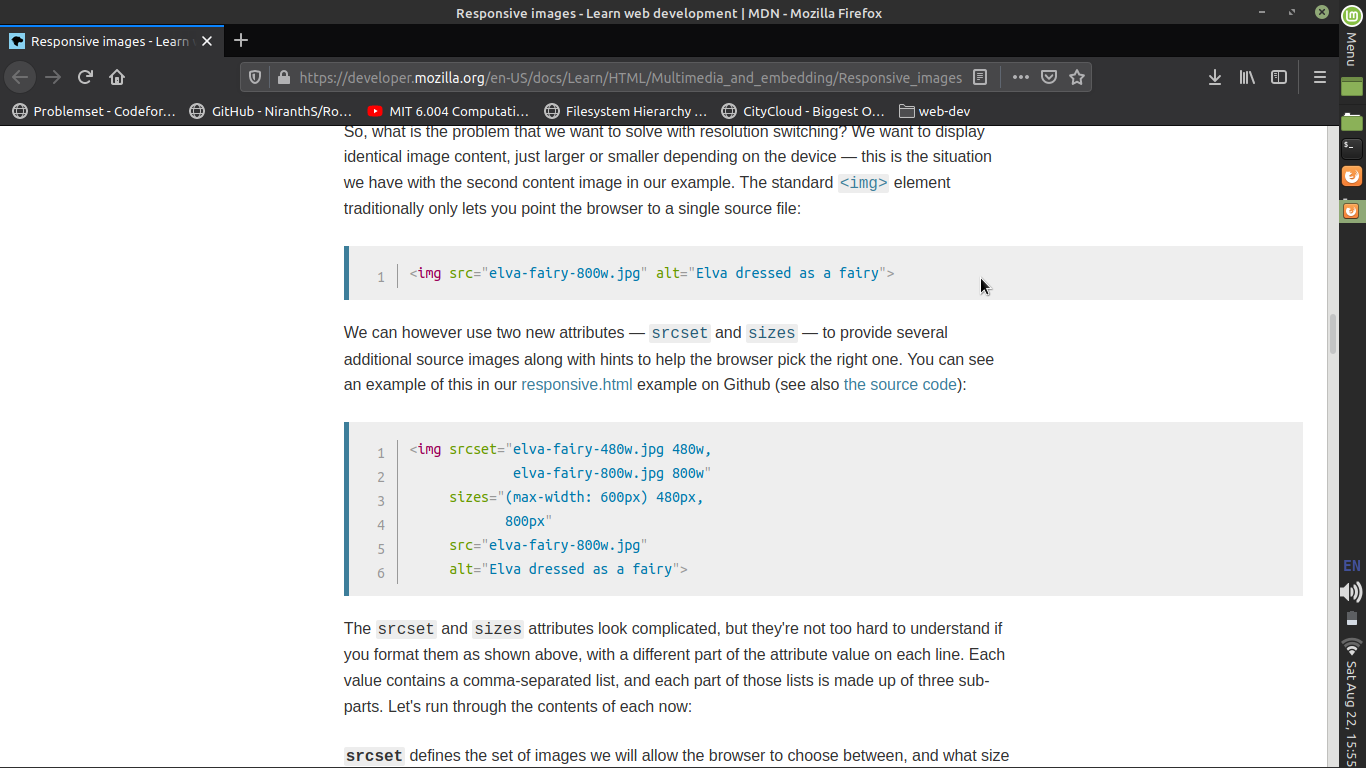 Responsive images - Learn web development | MDN - Mozilla Firefox
Responsive images - Learn
https://developer.mozilla.org/en-US/docs/Learn/HTML/Multimedia_and_embedding/Responsive_images
Problemset - Codefor... GitHub - NiranthS/Ro... MIT 6.004 Computati... Filesystem Hierarchy ... CityCloud - Biggest O... web-dev
So, what is the problem that we want to solve with resolution switching? We want to display
identical image content, just larger or smaller depending on the device — this is the situation
we have with the second content image in our example. The standard <img> element
traditionally only lets you point the browser to a single source file:
1 <img src="elva-fairy-800w.jpg" alt="Elva dressed as a fairy">
We can however use two new attributes — srcset and sizes — to provide several
additional source images along with hints to help the browser pick the right one. You can see
an example of this in our responsive.html example on Github (see also the source code):
1 <img srcset="elva-fairy-480w.jpg 480w,
2 elva-fairy-800w.jpg 800w"
3 sizes="(max-width: 600px) 480px,
4 800px"
5 src="elva-fairy-800w.jpg"
6 alt="Elva dressed as a fairy">
The srcset and sizes attributes look complicated, but they're not too hard to understand if
you format them as shown above, with a different part of the attribute value on each line. Each
value contains a comma-separated list, and each part of those lists is made up of three sub-
parts. Let's run through the contents of each now:
srcset defines the set of images we will allow the browser to choose between, and what size
Menu
EN
Sat Aug 22, 15:55